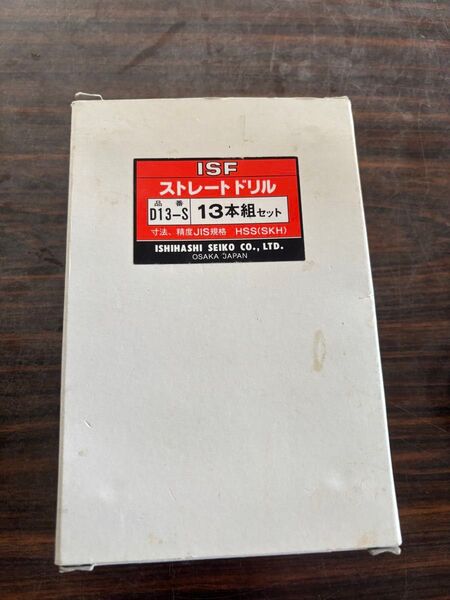 ISF
ストレートドリル
品番 D13-S 13本組セット
寸法、精度JIS規格 HSS(SKH)
ISHIHASHI SEIKO CO., LTD.
OSAKA JAPAN